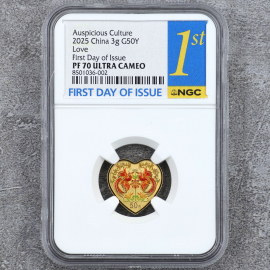 Auspicious Culture
2025 China 3g G50Y
Love
First Day of Issue
PF 70 ULTRA CAMEO
8501036-002
1st
FIRST DAY OF ISSUE
NGC